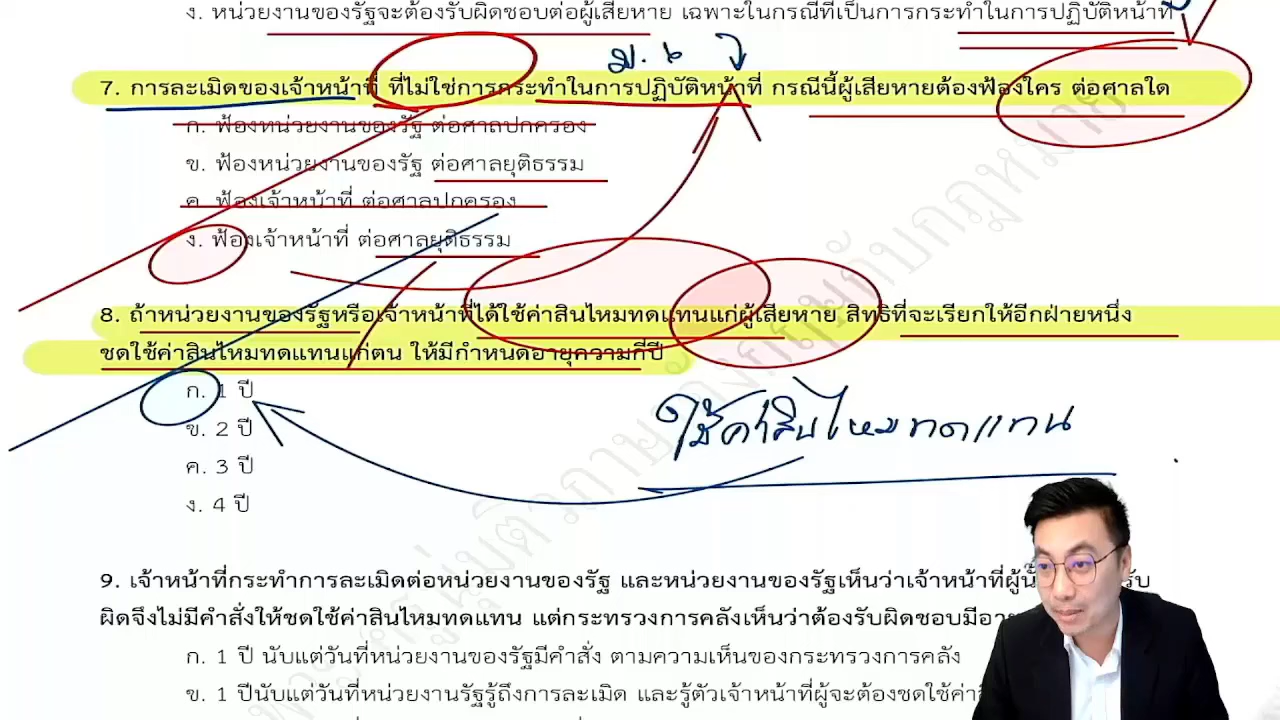 ง. หน่วยงานของรัฐจะต้องรับผิดชอบต่อผู้เสียหาย เฉพาะในกรณีที่เป็นการกระทำในการปฏิบัติหน้าที่
ม. ๖
7. การละเมิดของเจ้าหน้าที่ ที่ไม่ใช่การกระทำในการปฏิบัติหน้าที่ กรณีนี้ผู้เสียหายต้องฟ้องใคร ต่อศาลใด
ก. ฟ้องหน่วยงานของรัฐ ต่อศาลปกครอง
ข. ฟ้องหน่วยงานของรัฐ ต่อศาลยุติธรรม
ค. ฟ้องเจ้าหน้าที่ ต่อศาลปกครอง
ง. ฟ้องเจ้าหน้าที่ ต่อศาลยุติธรรม
8. ถ้าหน่วยงานของรัฐหรือเจ้าหน้าที่ได้ใช้ค่าสินไหมทดแทนแก่ผู้เสียหาย สิทธิที่จะเรียกให้อีกฝ่ายหนึ่ง
ชดใช้ค่าสินไหมทดแทนแก่ตน ให้มีกำหนดอายุความกี่ปี
ก. 1 ปี
ข. 2 ปี
ค. 3 ปี
ง. 4 ปี
ใช้ค่าสินไหมทดแทน
9. เจ้าหน้าที่กระทำการละเมิดต่อหน่วยงานของรัฐ และหน่วยงานของรัฐเห็นว่าเจ้าหน้าที่ผู้นั้
ผิดจึงไม่มีคำสั่งให้ชดใช้ค่าสินไหมทดแทน แต่กระทรวงการคลังเห็นว่าต้องรับผิดชอบมี
ก. 1 ปี นับแต่วันที่หน่วยงานของรัฐมีคำสั่ง ตามความเห็นของกระทรวงการคลัง
ข. 1 ปีนับแต่วันที่หน่วยงานรัฐรู้ถึงการละเมิด และรู้ตัวเจ้าหน้าที่ผู้จะต้องชดใช้ค่า